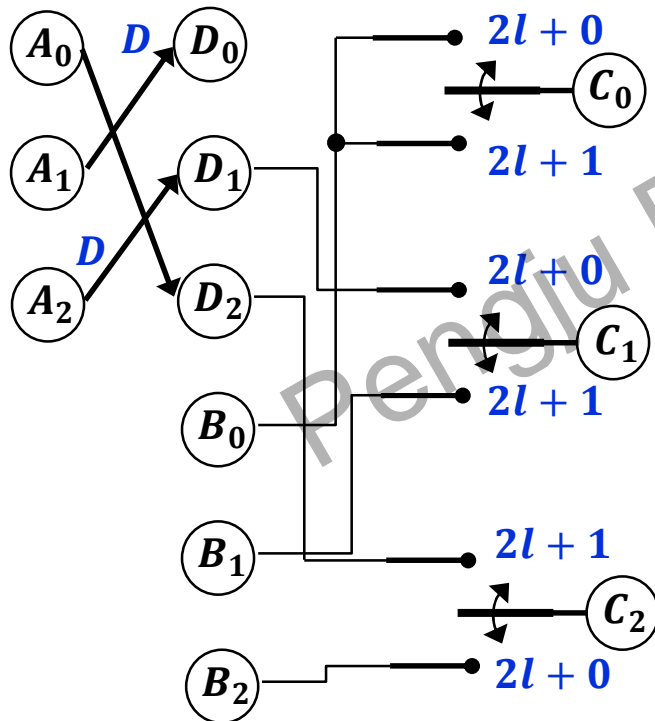 A₀ D D₀ 2l + 0
C₀
A₁ D₁ 2l + 1
D
A₂ D₂ 2l + 0
C₁
B₀ 2l + 1
B₁ 2l + 1
C₂
B₂ 2l + 0
Pengju